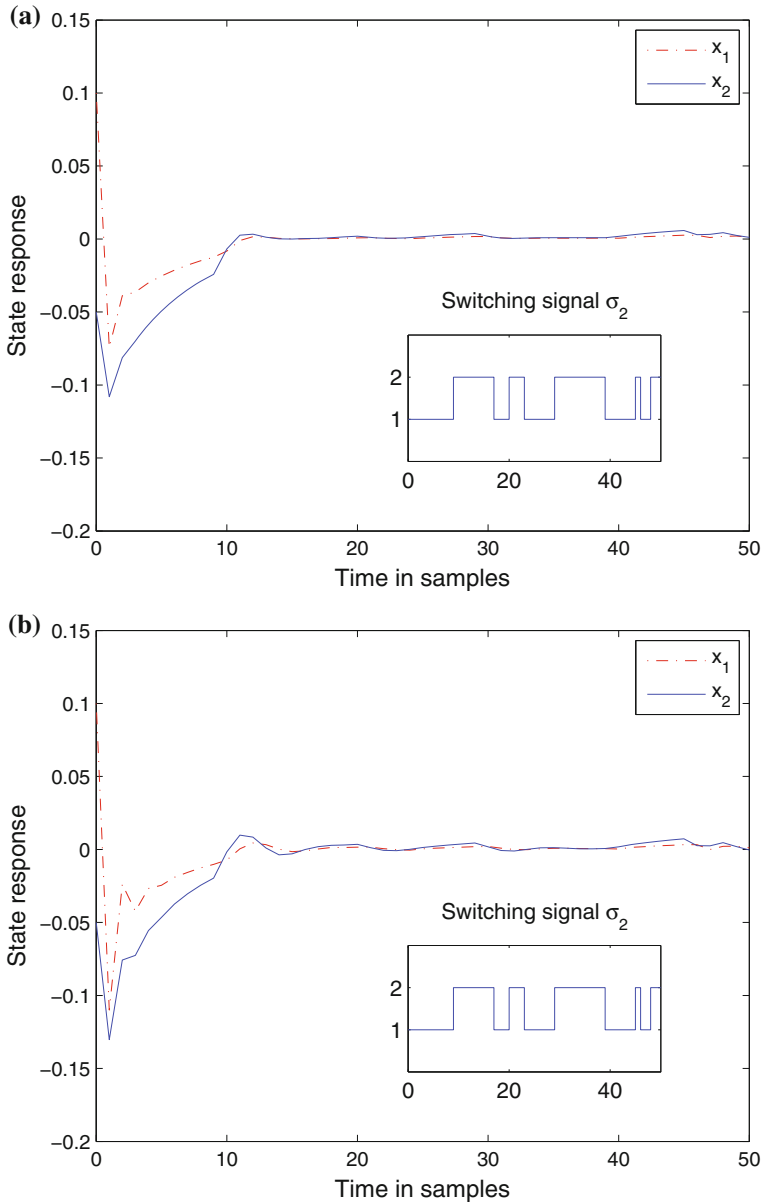 (a)
0.15
0.1
0.05
0
−0.05
−0.1
−0.15
−0.2
State response
x1
x2
Switching signal σ2
2
1
0 20 40
0 10 20 30 40 50
Time in samples
(b)
0.15
0.1
0.05
0
−0.05
−0.1
−0.15
−0.2
State response
x1
x2
Switching signal σ2
2
1
0 20 40
0 10 20 30 40 50
Time in samples